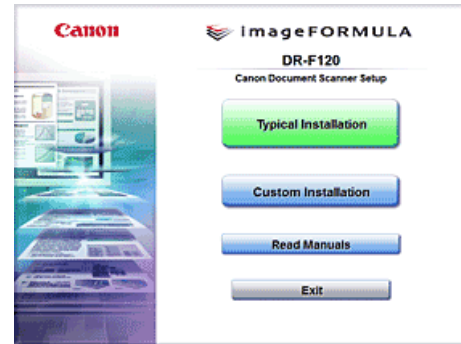 Canon
imageFORMULA
DR-F120
Canon Document Scanner Setup
Typical Installation
Custom Installation
Read Manuals
Exit